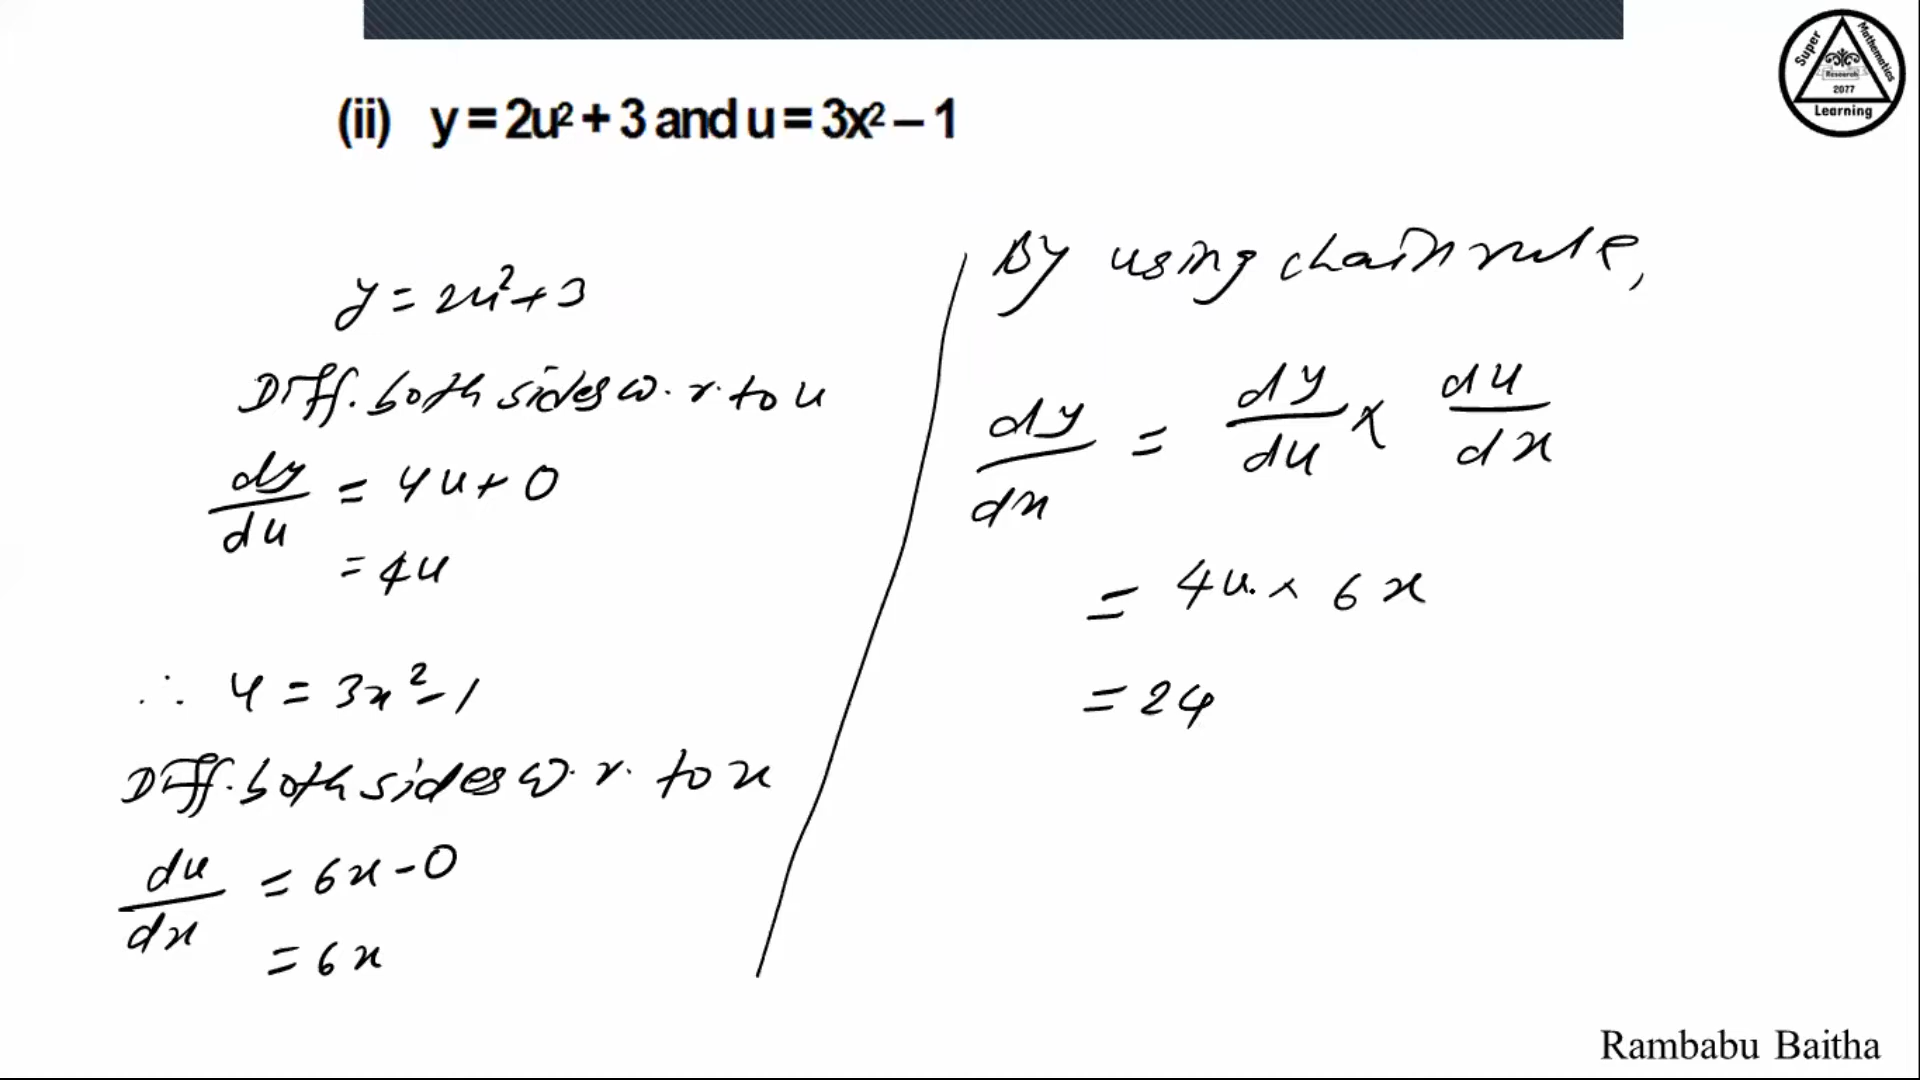 Super Mathematics
Research
2077
Learning
(ii) y = 2u² + 3 and u = 3x² – 1
y = 2u² + 3
Diff. both sides w.r. to u
dy/du = 4u + 0
= 4u
∴ u = 3x² - 1
Diff. both sides w.r. to x
du/dx = 6x - 0
= 6x
By using chain rule,
dy/dx = dy/du × du/dx
= 4u. × 6x
= 24
Rambabu Baitha